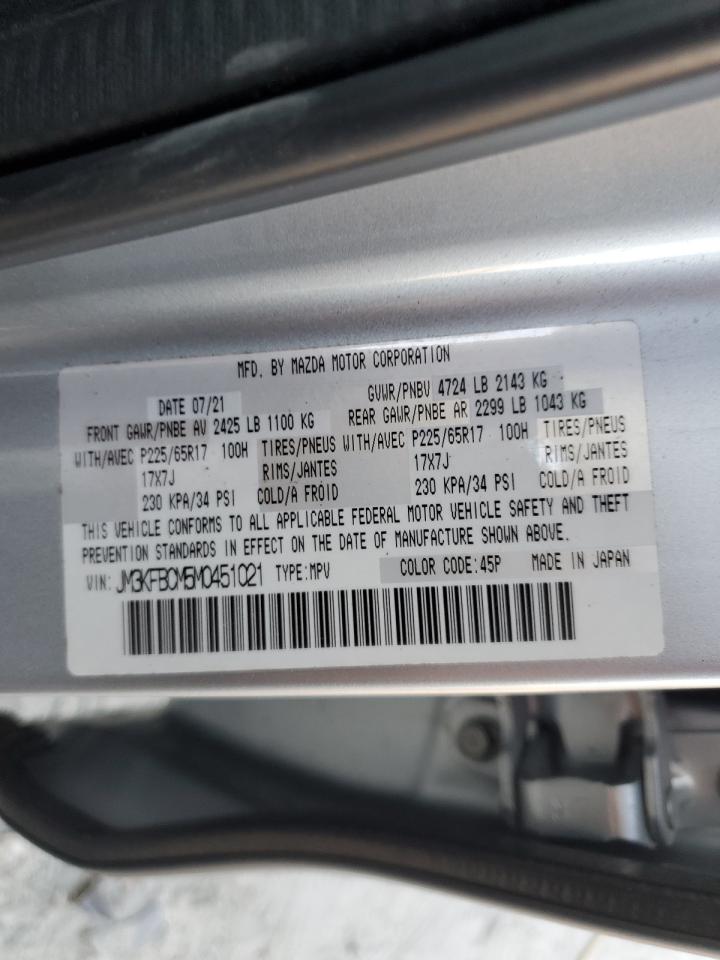 MFD. BY MAZDA MOTOR CORPORATION
DATE 07/21 GVWR/PNBV 4724 LB 2143 KG
FRONT GAWR/PNBE AV 2425 LB 1100 KG REAR GAWR/PNBE AR 2299 LB 1043 KG
WITH/AVEC P225/65R17 100H TIRES/PNEUS WITH/AVEC P225/65R17 100H TIRES/PNEUS
17X7J RIMS/JANTES 17X7J RIMS/JANTES
230 KPA/34 PSI COLD/A FROID 230 KPA/34 PSI COLD/A FROID
THIS VEHICLE CONFORMS TO ALL APPLICABLE FEDERAL MOTOR VEHICLE SAFETY AND THEFT
PREVENTION STANDARDS IN EFFECT ON THE DATE OF MANUFACTURE SHOWN ABOVE.
VIN: JM3KFBCM5M0451021 TYPE:MPV COLOR CODE:45P MADE IN JAPAN